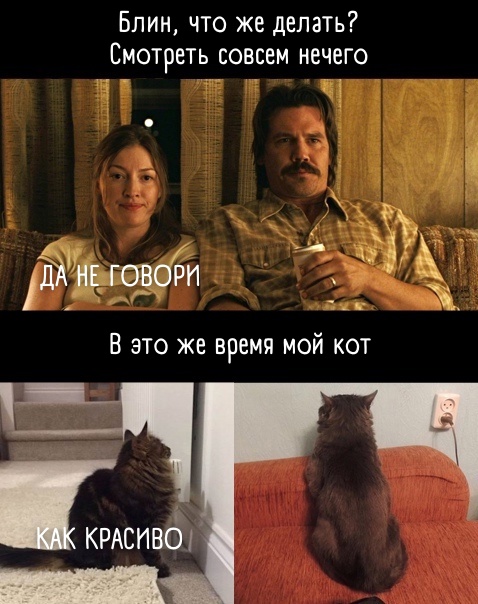 Блин, что же делать?
Смотреть совсем нечего
ДА НЕ ГОВОРИ
В это же время мой кот
КАК КРАСИВО